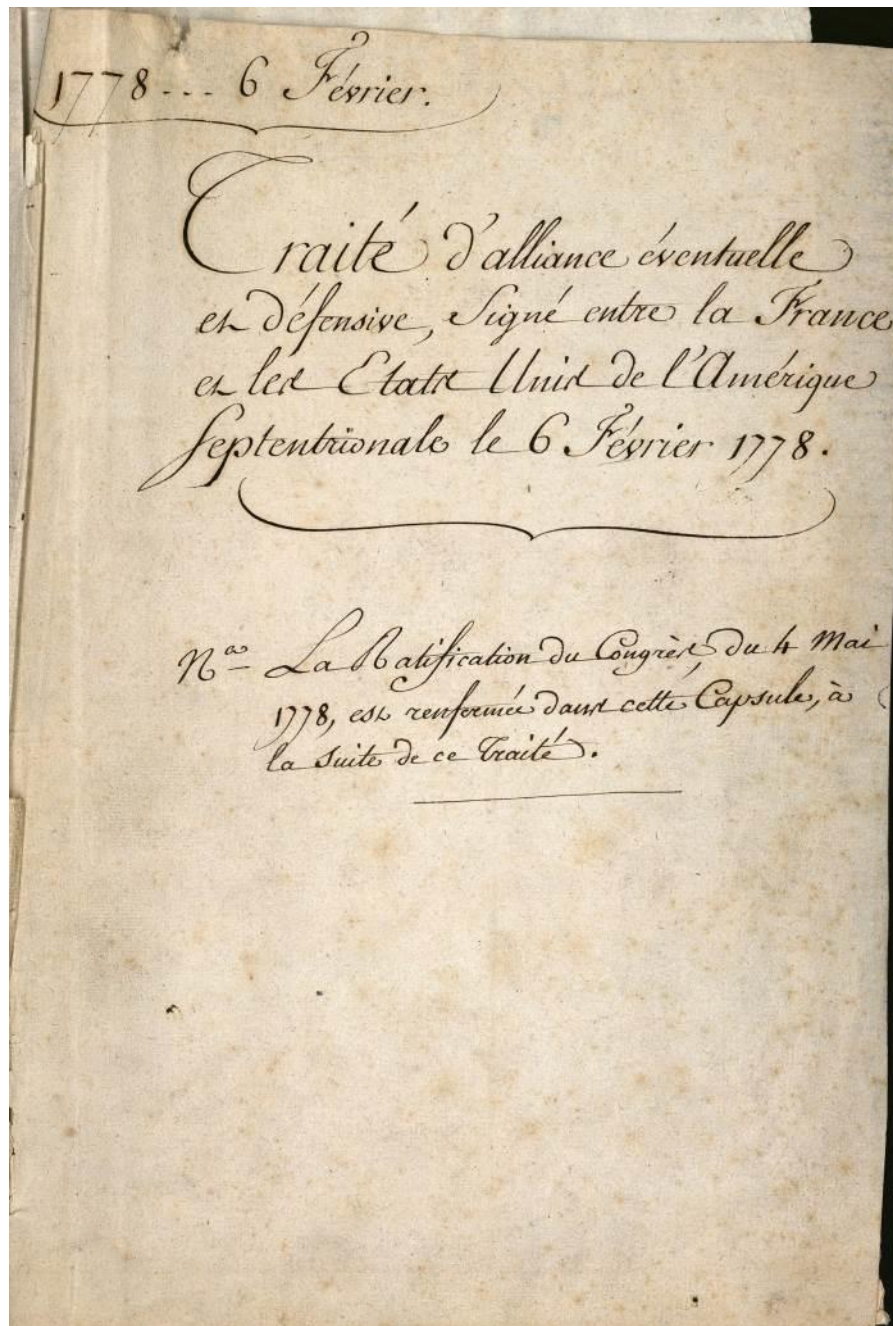 1778... 6 Février.
Traité d'alliance éventuelle
et défensive, Signé entre la France
et les Etats Unis de l'Amérique
Septentrionale le 6 Février 1778.
Nᵃ La Ratification du Congrès, du 4 Mai
1778, est renfermée dans cette Capsule, à
la suite de ce Traité.